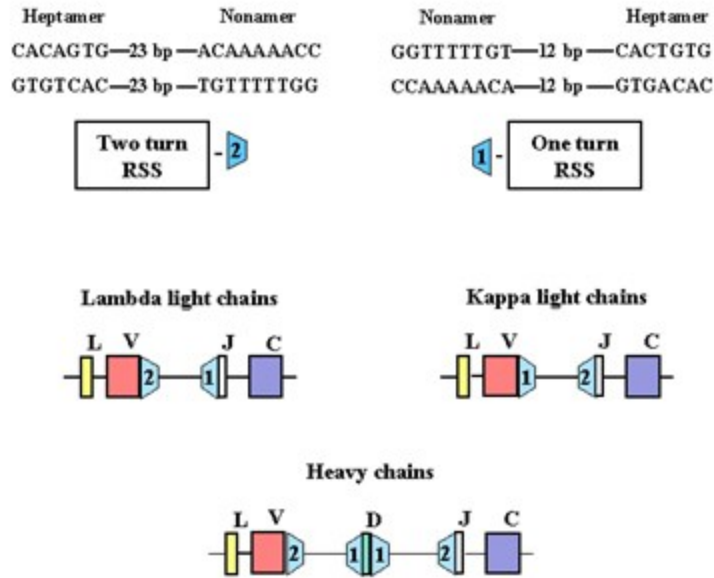 Heptamer Nonamer Nonamer Heptamer
CACAGTG—23 bp—ACAAAAACC GGTTTTTGT—12 bp—CACTGTG
GTGTCAC—23 bp—TGTTTTTGG CCAAAAACA—12 bp—GTGACAC
Two turn RSS - 2 1 - One turn RSS
Lambda light chains Kappa light chains
L V J C L V J C
2 1 1 2
Heavy chains
L V D J C
2 1 1 2